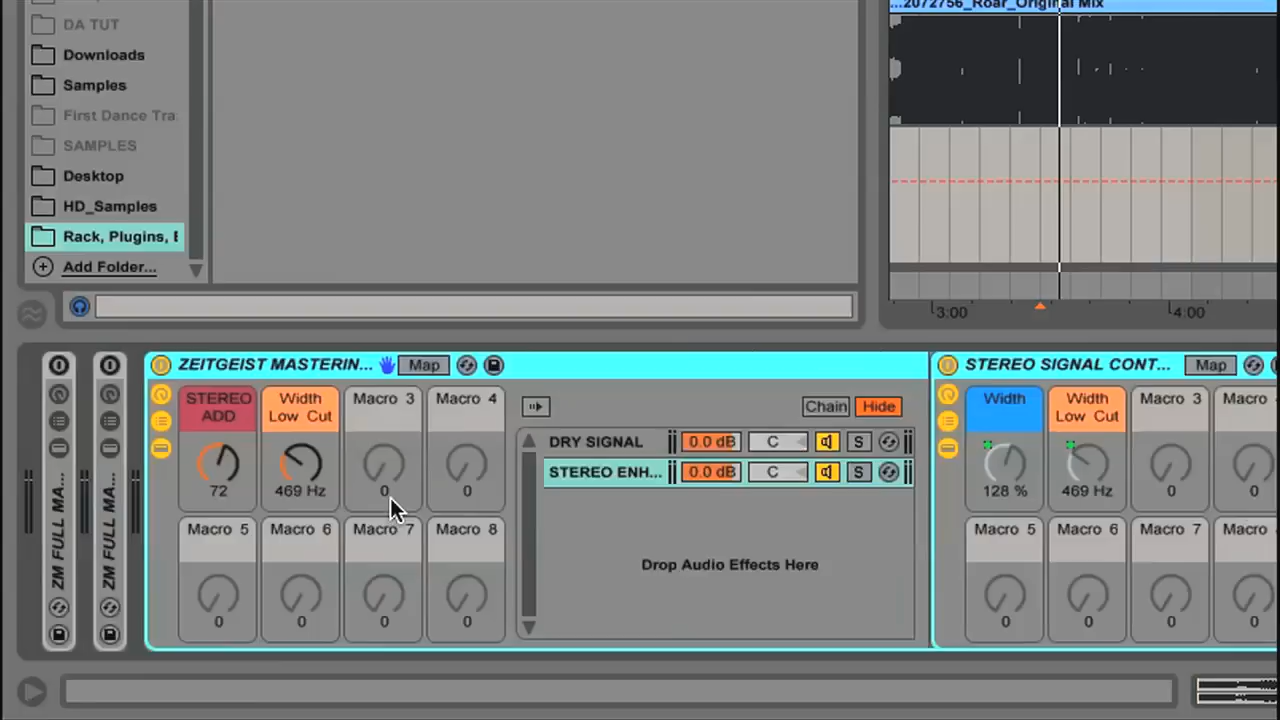 ...2072756_Roar_Original Mix
DA TUT
Downloads
Samples
First Dance Tra:
SAMPLES
Desktop
HD_Samples
Rack, Plugins, E
Add Folder...
3:00
4:00
ZM FULL MA...
ZM FULL MA...
ZEITGEIST MASTERIN... Map
STEREO ADD
72
Width Low Cut
469 Hz
Macro 3
0
Macro 4
0
Macro 5
0
Macro 6
0
Macro 7
0
Macro 8
0
Chain Hide
DRY SIGNAL 0.0 dB C S
STEREO ENH... 0.0 dB C S
Drop Audio Effects Here
STEREO SIGNAL CONT... Map
Width
128 %
Width Low Cut
469 Hz
Macro 3
0
Macro 4
0
Macro 5
0
Macro 6
0
Macro 7
0
Macro
0